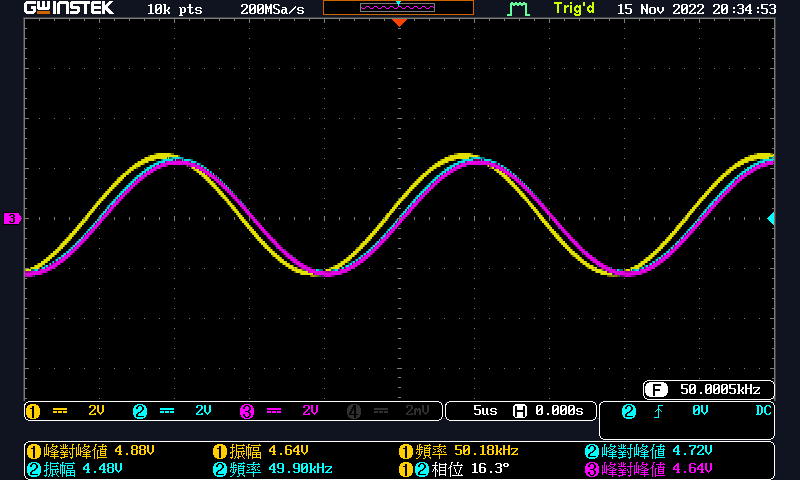 GWINSTEK 10k pts 200MSa/s Trig'd 15 Nov 2022 20:34:53
3
F 50.0005kHz
1 2V 2 2V 3 2V 4 2mV 5us H 0.000s 2 0V DC
1 峰對峰值 4.88V 1 振幅 4.64V 1 頻率 50.18kHz 2 峰對峰值 4.72V
2 振幅 4.48V 2 頻率 49.90kHz 1 2 相位 16.3° 3 峰對峰值 4.64V